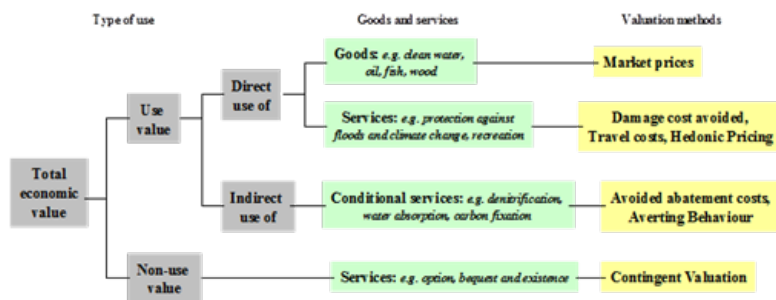 Type of use
Goods and services
Valuation methods
Goods: e.g. clean water,
oil, fish, wood
Market prices
Direct
use of
Use
value
Services: e.g. protection against
floods and climate change, recreation
Damage cost avoided,
Travel costs, Hedonic Pricing
Total
economic
value
Indirect
use of
Conditional services: e.g. denitrification,
water absorption, carbon fixation
Avoided abatement costs,
Averting Behaviour
Non-use
value
Services: e.g. option, bequest and existence
Contingent Valuation